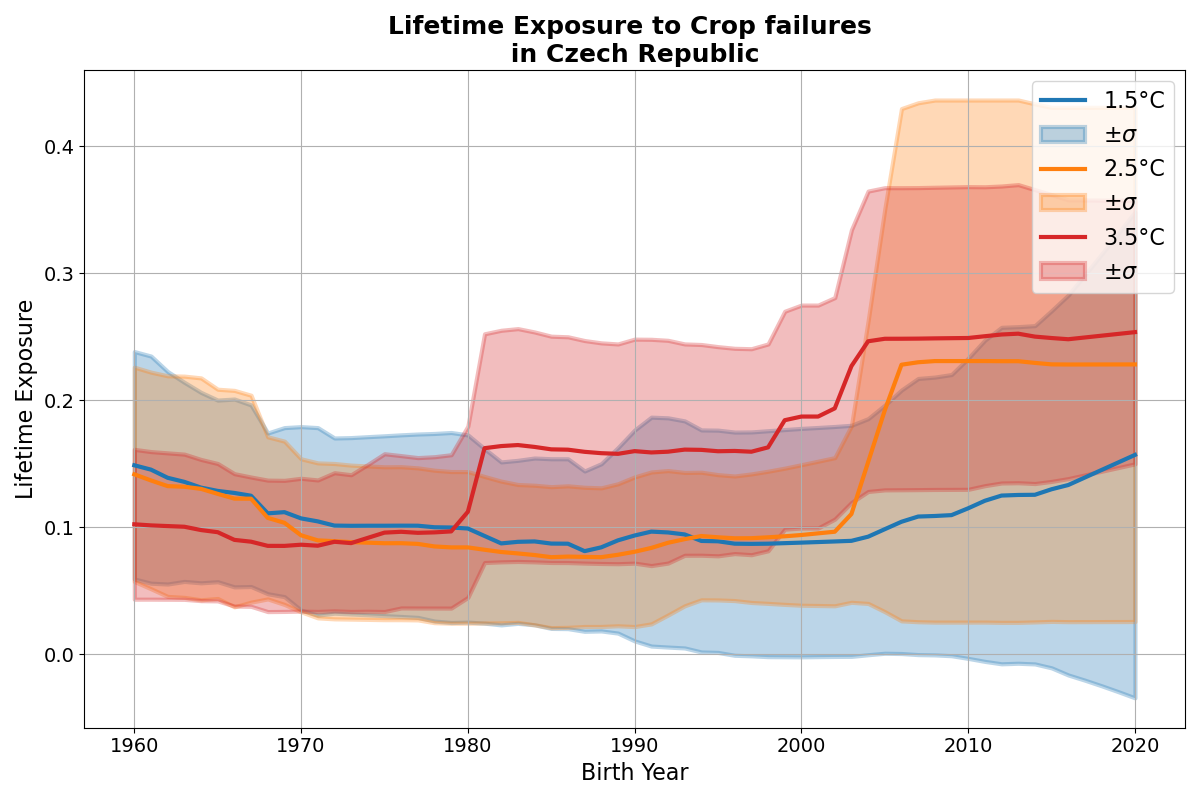 Lifetime Exposure to Crop failures
in Czech Republic
Lifetime Exposure
0.4
0.3
0.2
0.1
0.0
1.5°C
±σ
2.5°C
±σ
3.5°C
±σ
1960 1970 1980 1990 2000 2010 2020
Birth Year